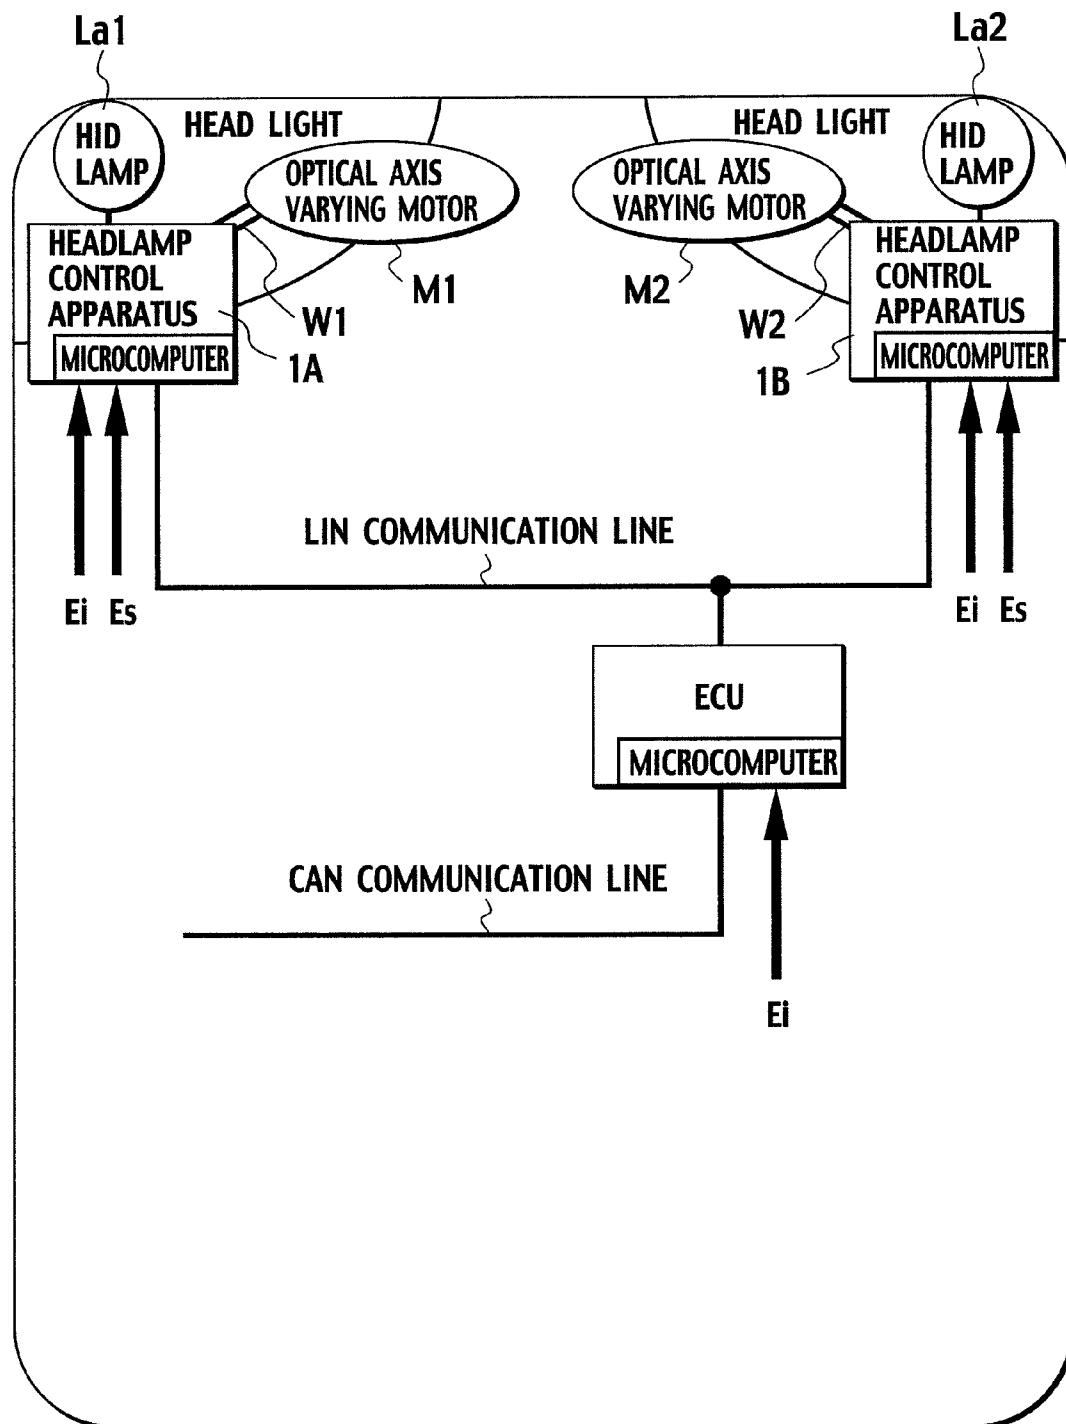 La1
La2
HEAD LIGHT
HEAD LIGHT
HID
LAMP
HID
LAMP
OPTICAL AXIS
VARYING MOTOR
OPTICAL AXIS
VARYING MOTOR
HEADLAMP
CONTROL
APPARATUS
MICROCOMPUTER
HEADLAMP
CONTROL
APPARATUS
MICROCOMPUTER
M1
M2
W1
W2
1A
1B
LIN COMMUNICATION LINE
Ei Es
Ei Es
ECU
MICROCOMPUTER
CAN COMMUNICATION LINE
Ei